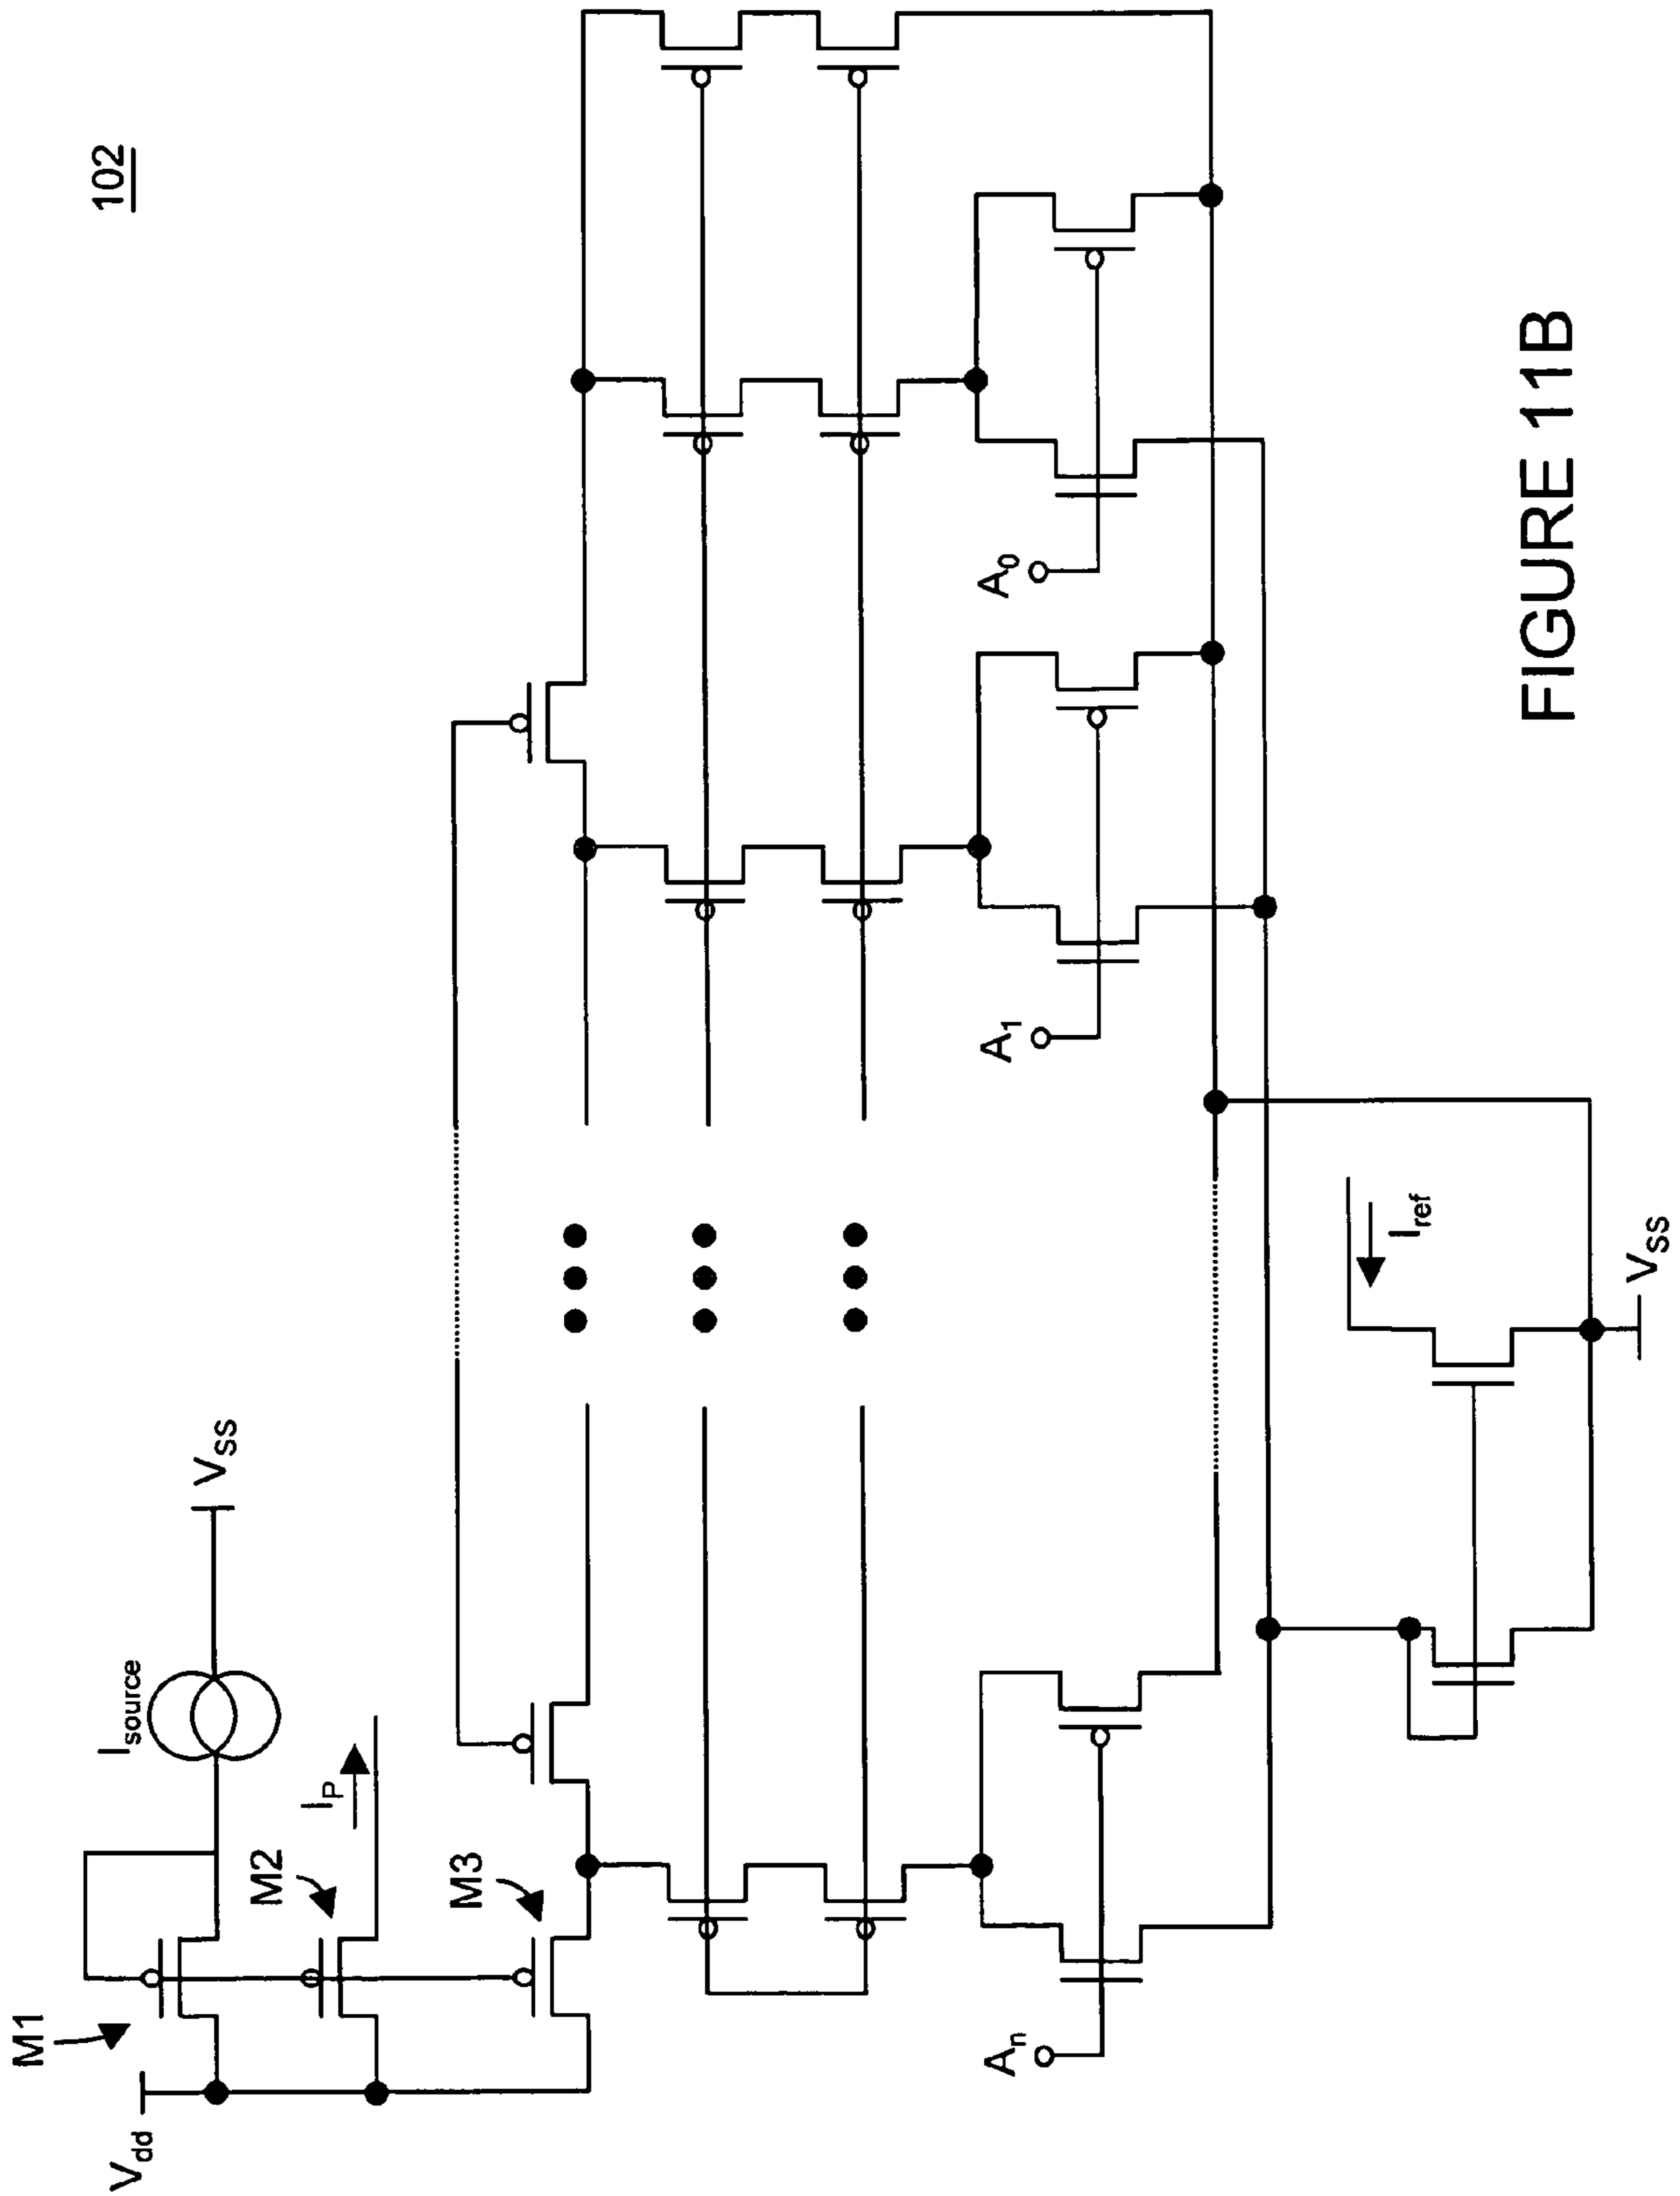 102
M1
Vdd
Isource
VSS
M2
IP
M3
An
A1
A0
Iref
VSS
FIGURE 11B